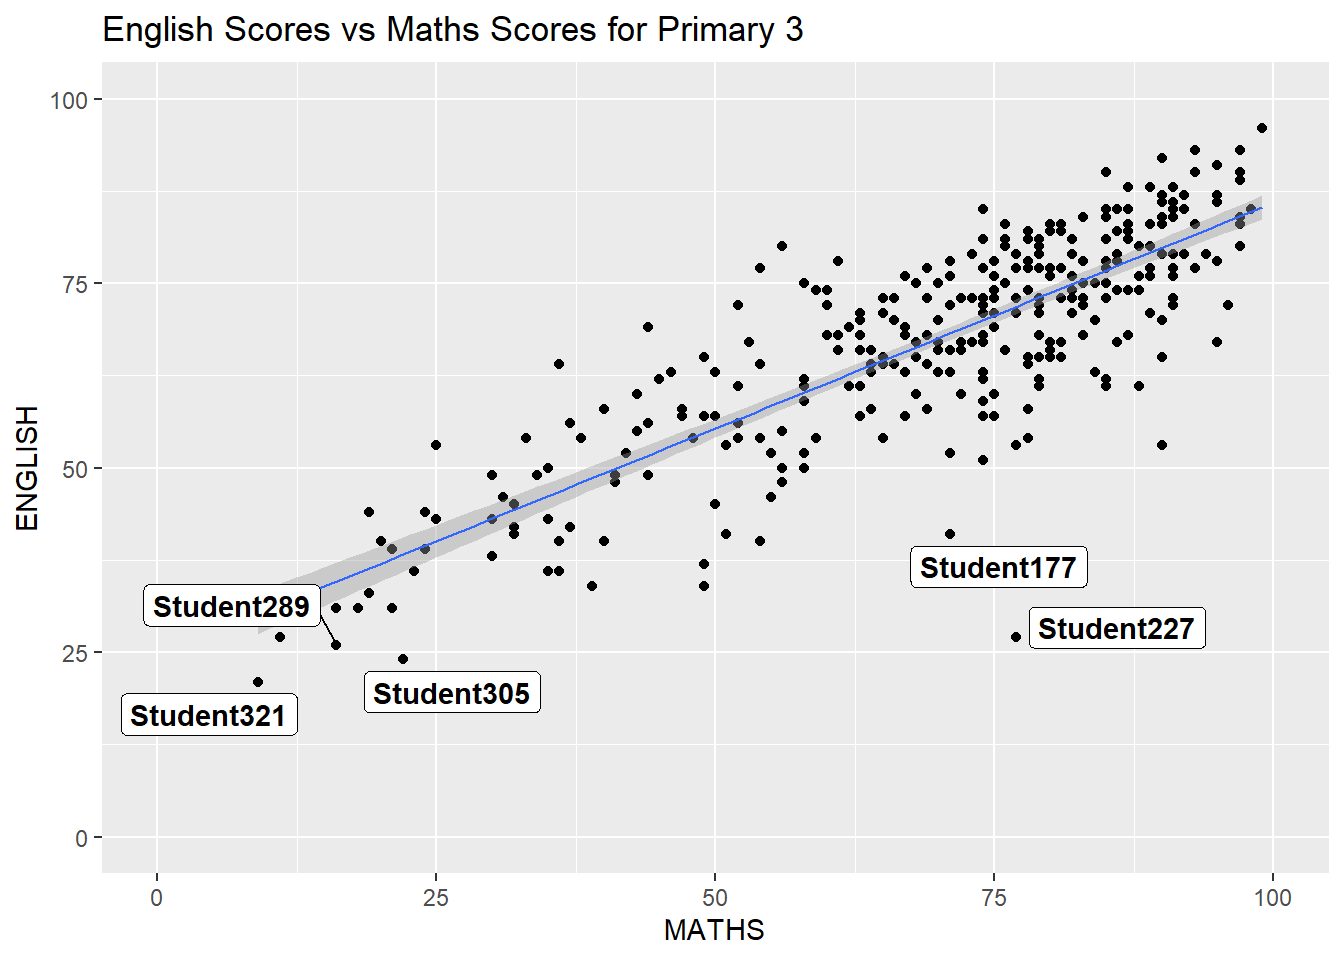 English Scores vs Maths Scores for Primary 3
100
75
50
25
0
ENGLISH
Student177
Student289
Student227
Student305
Student321
0
25
50
75
100
MATHS